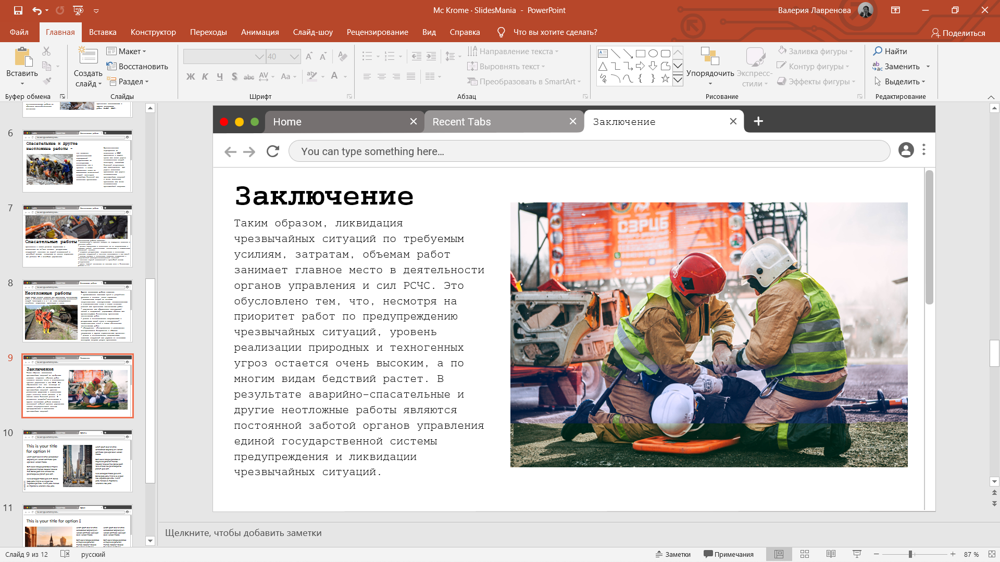 Mc Krome · SlidesMania - PowerPoint
Валерия Лавренова
Файл
Главная
Вставка
Конструктор
Переходы
Анимация
Слайд-шоу
Рецензирование
Вид
Справка
Что вы хотите сделать?
Поделиться
Вставить
Буфер обмена
Создать
слайд
Макет
Восстановить
Раздел
Слайды
40
Ж К Ч S abc AV Aa
A
Шрифт
Направление текста
Выровнять текст
Преобразовать в SmartArt
Абзац
Упорядочить
Экспресс-
стили
Заливка фигуры
Контур фигуры
Эффекты фигуры
Рисование
Найти
Заменить
Выделить
Редактирование
6
Спасательные и другие
неотложные работы -
7
Спасательные работы
8
Неотложные работы
9
Заключение
10
This is your title
for option H
11
This is your title for option I
Home
Recent Tabs
Заключение
You can type something here…
Заключение
Таким образом, ликвидация
чрезвычайных ситуаций по требуемым
усилиям, затратам, объемам работ
занимает главное место в деятельности
органов управления и сил РСЧС. Это
обусловлено тем, что, несмотря на
приоритет работ по предупреждению
чрезвычайных ситуаций, уровень
реализации природных и техногенных
угроз остается очень высоким, а по
многим видам бедствий растет. В
результате аварийно-спасательные и
другие неотложные работы являются
постоянной заботой органов управления
единой государственной системы
предупреждения и ликвидации
чрезвычайных ситуаций.
СЗРЦБ
Щелкните, чтобы добавить заметки
Слайд 9 из 12
русский
Заметки
Примечания
87 %